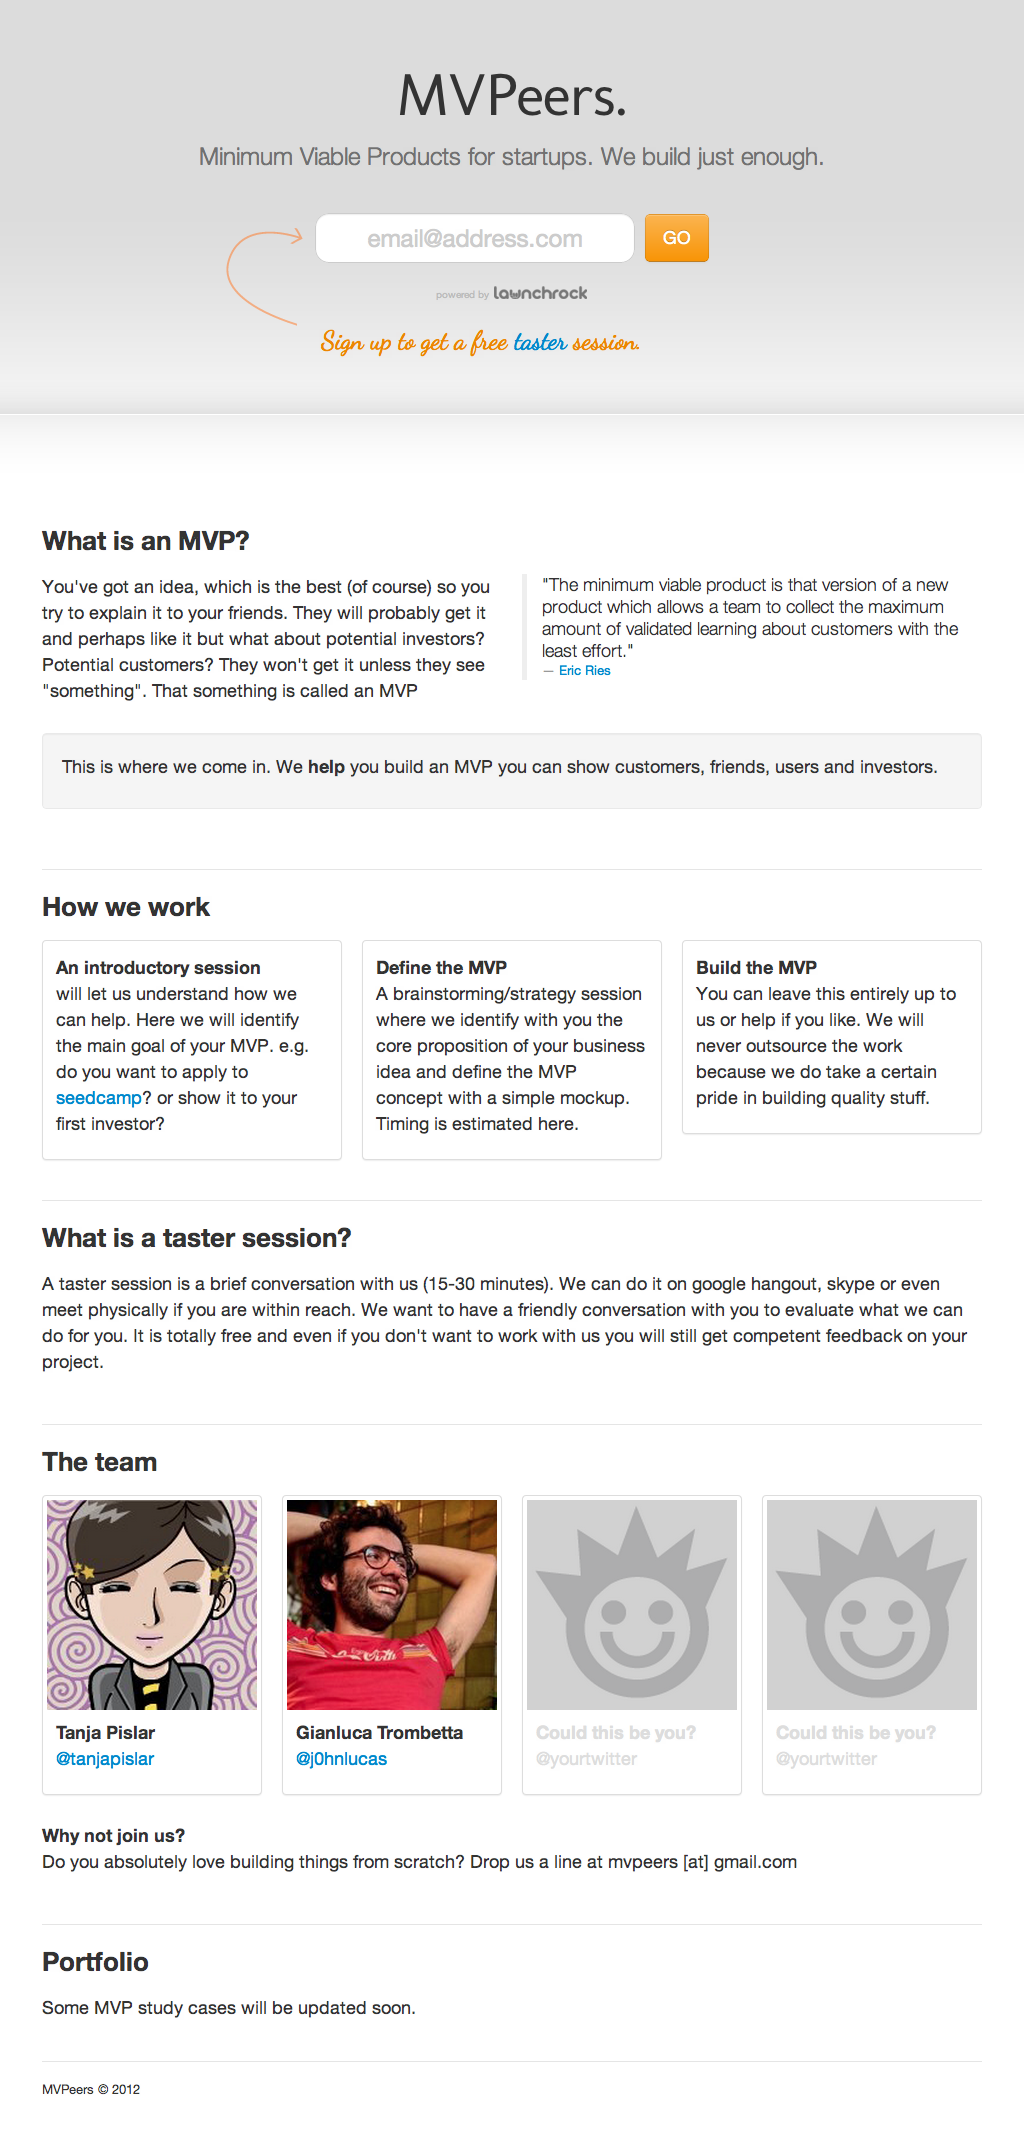 MVPeers.
Minimum Viable Products for startups. We build just enough.
email@address.com
GO
powered by launchrock
Sign up to get a free taster session.
What is an MVP?
You've got an idea, which is the best (of course) so you
try to explain it to your friends. They will probably get it
and perhaps like it but what about potential investors?
Potential customers? They won't get it unless they see
"something". That something is called an MVP
"The minimum viable product is that version of a new
product which allows a team to collect the maximum
amount of validated learning about customers with the
least effort."
— Eric Ries
This is where we come in. We help you build an MVP you can show customers, friends, users and investors.
How we work
An introductory session
will let us understand how we
can help. Here we will identify
the main goal of your MVP. e.g.
do you want to apply to
seedcamp? or show it to your
first investor?
Define the MVP
A brainstorming/strategy session
where we identify with you the
core proposition of your business
idea and define the MVP
concept with a simple mockup.
Timing is estimated here.
Build the MVP
You can leave this entirely up to
us or help if you like. We will
never outsource the work
because we do take a certain
pride in building quality stuff.
What is a taster session?
A taster session is a brief conversation with us (15-30 minutes). We can do it on google hangout, skype or even
meet physically if you are within reach. We want to have a friendly conversation with you to evaluate what we can
do for you. It is totally free and even if you don't want to work with us you will still get competent feedback on your
project.
The team
Tanja Pislar
@tanjapislar
Gianluca Trombetta
@j0hnlucas
Could this be you?
@yourtwitter
Could this be you?
@yourtwitter
Why not join us?
Do you absolutely love building things from scratch? Drop us a line at mvpeers [at] gmail.com
Portfolio
Some MVP study cases will be updated soon.
MVPeers © 2012